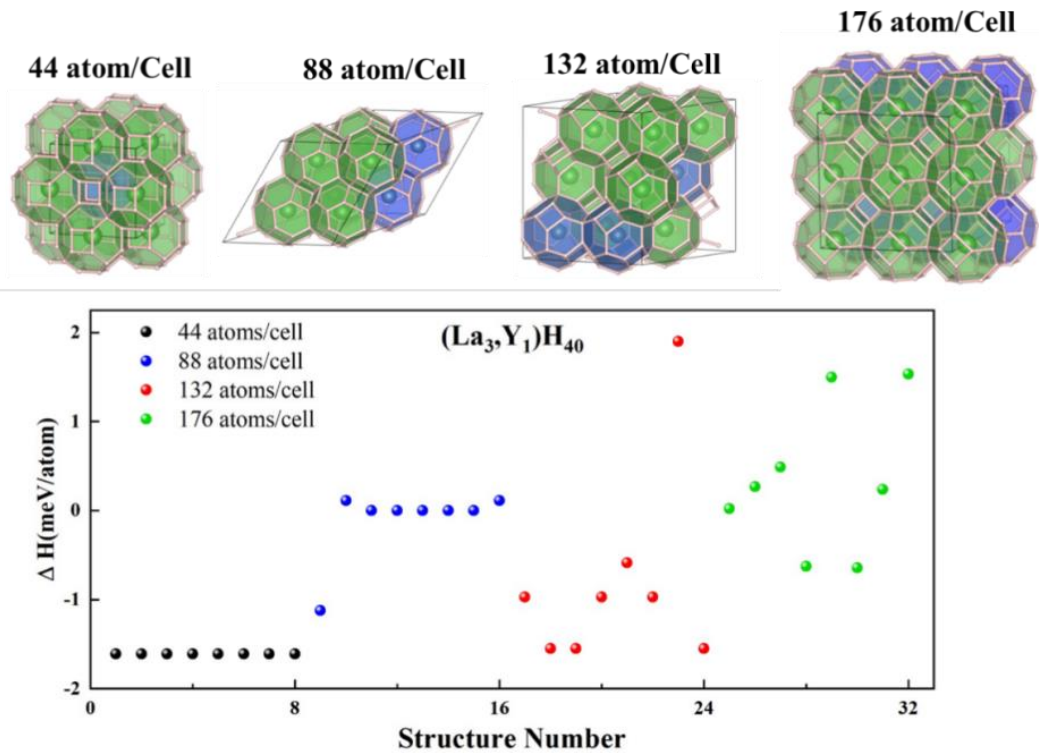 44 atom/Cell
88 atom/Cell
132 atom/Cell
176 atom/Cell
(La₃,Y₁)H₄₀
44 atoms/cell
88 atoms/cell
132 atoms/cell
176 atoms/cell
Δ H(meV/atom)
2
1
0
-1
-2
0 8 16 24 32
Structure Number